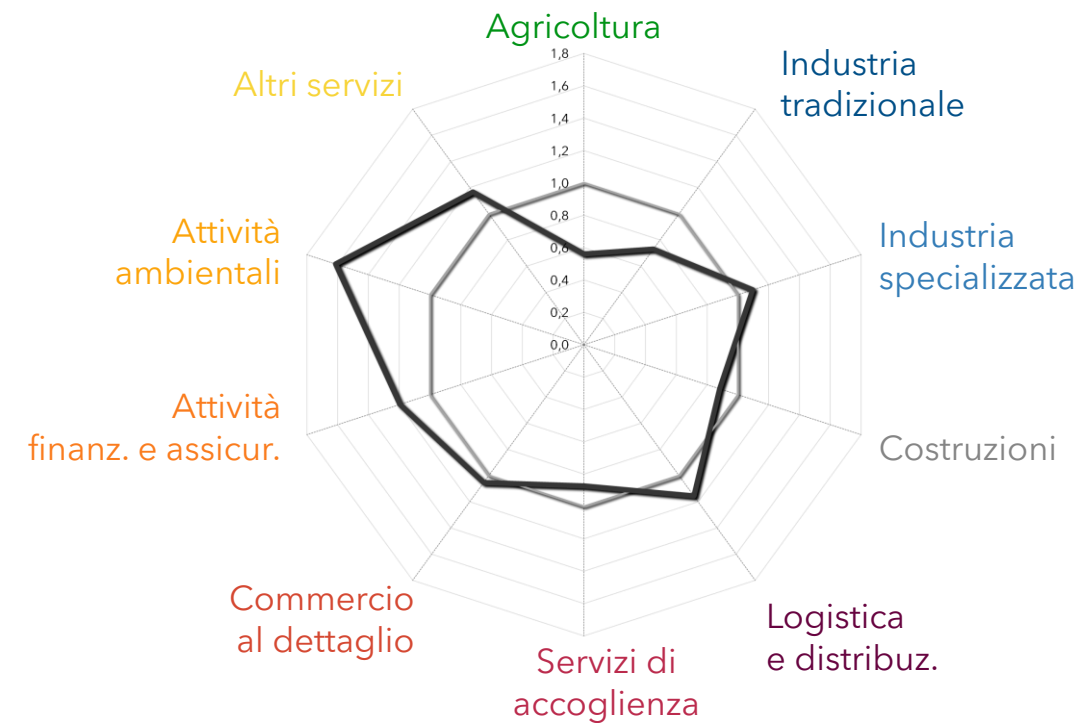 Agricoltura
1,8
1,6
1,4
1,2
1,0
0,8
0,6
0,4
0,2
0,0
Industria
tradizionale
Industria
specializzata
Costruzioni
Logistica
e distribuz.
Servizi di
accoglienza
Commercio
al dettaglio
Attività
finanz. e assicur.
Attività
ambientali
Altri servizi